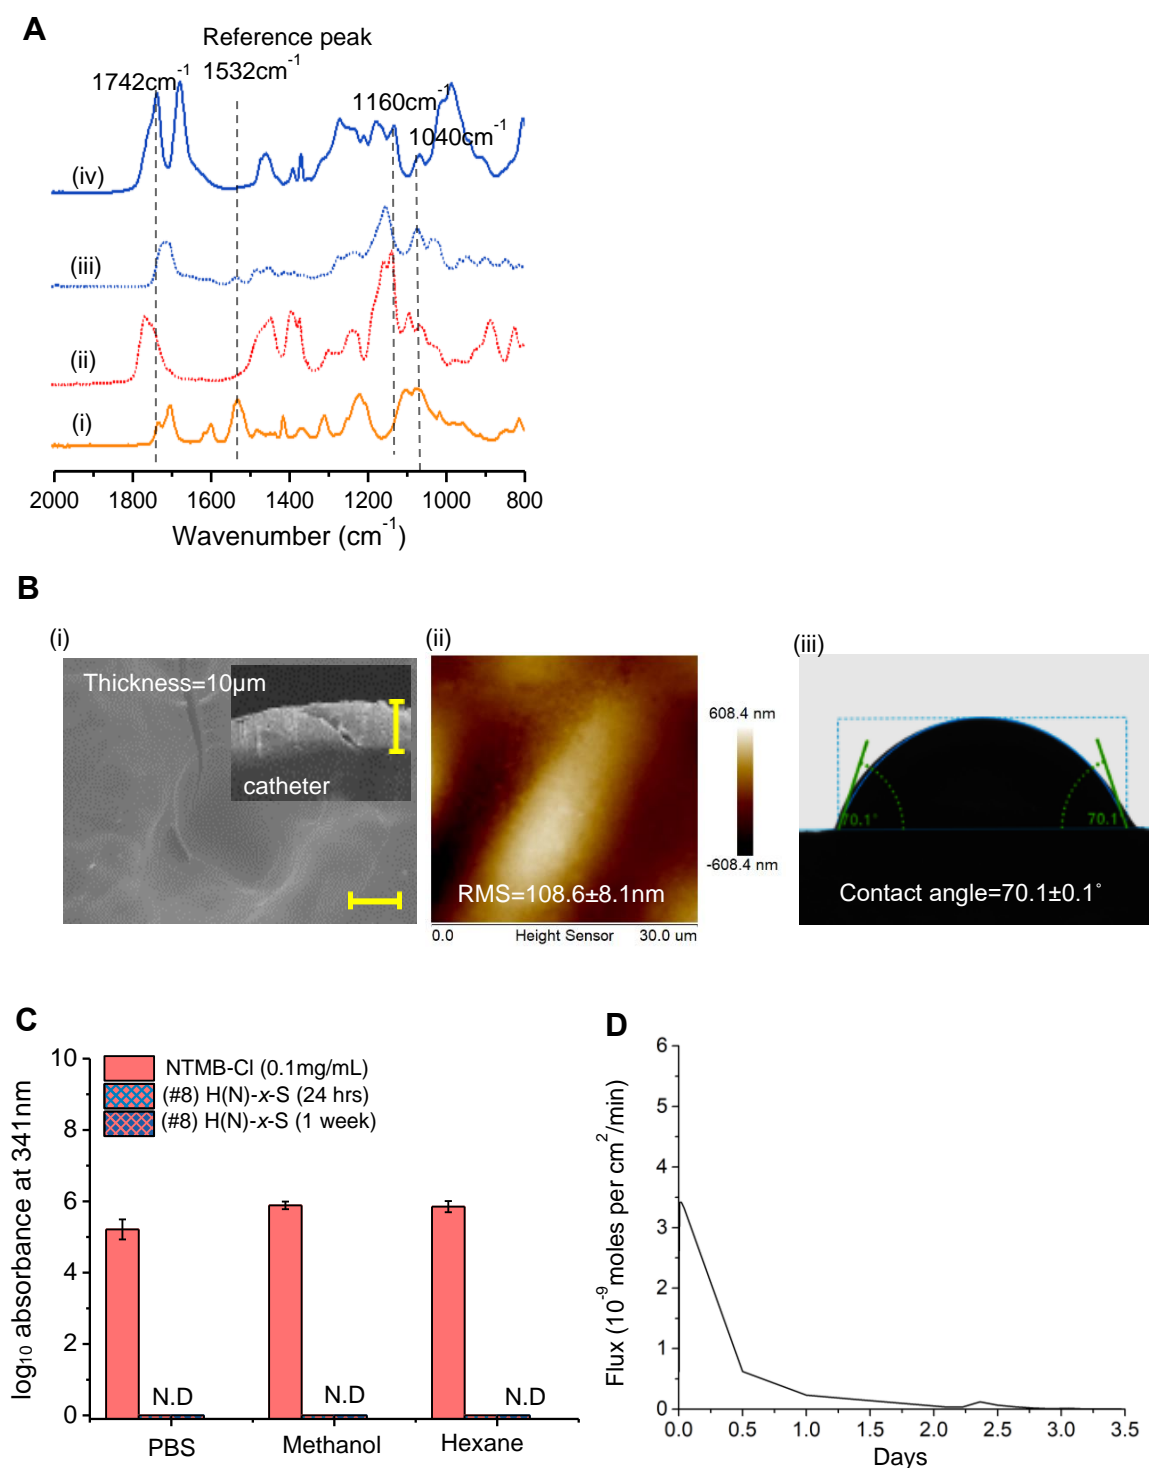 A
Reference peak
1742cm-1
1532cm-1
1160cm-1
1040cm-1
(iv)
(iii)
(ii)
(i)
2000 1800 1600 1400 1200 1000 800
Wavenumber (cm-1)
B
(i)
(ii)
(iii)
Thickness=10µm
catheter
608.4 nm
-608.4 nm
RMS=108.6±8.1nm
0.0 Height Sensor 30.0 um
70.1°
70.1
Contact angle=70.1±0.1°
C
log10 absorbance at 341nm
10
8
6
4
2
0
NTMB-Cl (0.1mg/mL)
(#8) H(N)-x-S (24 hrs)
(#8) H(N)-x-S (1 week)
N.D
N.D
N.D
PBS Methanol Hexane
D
Flux (10-9 moles per cm2/min)
6
5
4
3
2
1
0
0.0 0.5 1.0 1.5 2.0 2.5 3.0 3.5
Days